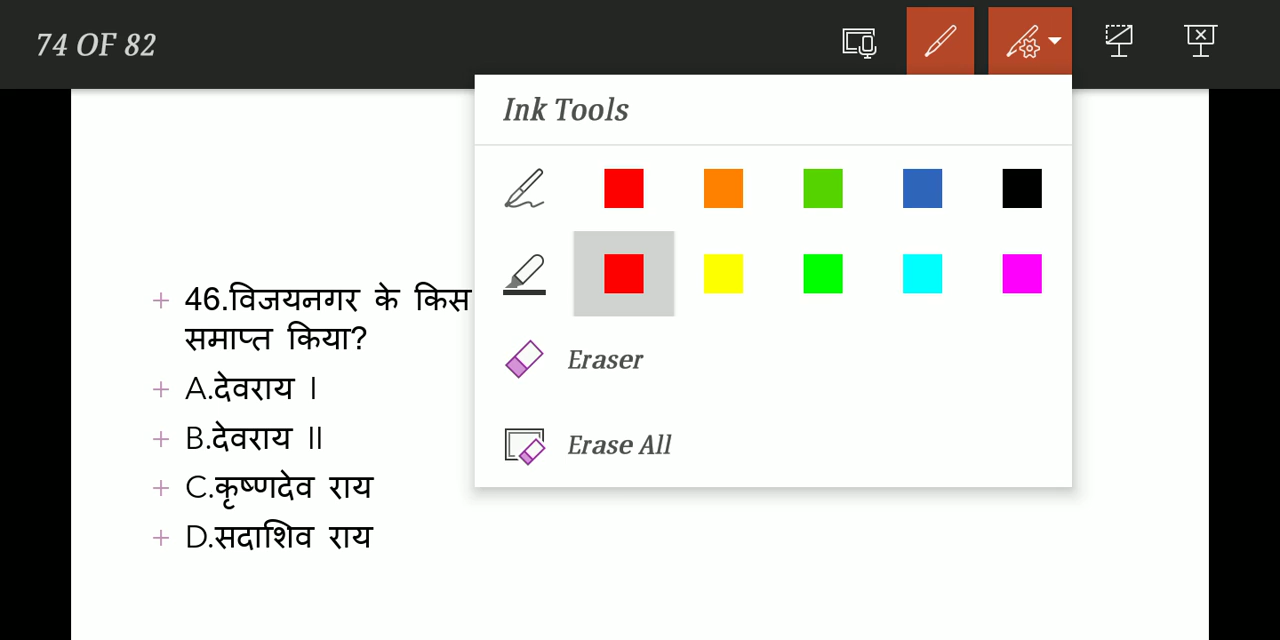 74 OF 82
Ink Tools
Eraser
Erase All
+ 46.विजयनगर के किस
समाप्त किया?
+ A.देवराय I
+ B.देवराय II
+ C.कृष्णदेव राय
+ D.सदाशिव राय